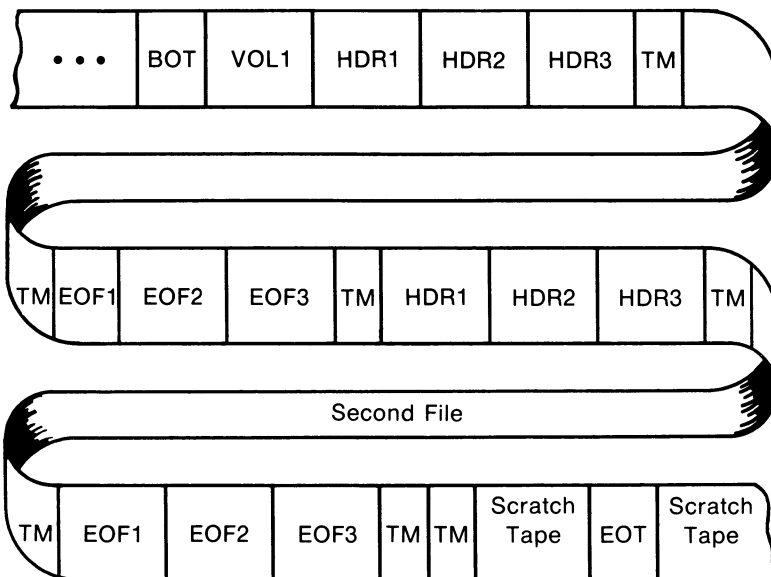 ••• BOT VOL1 HDR1 HDR2 HDR3 TM
TM EOF1 EOF2 EOF3 TM HDR1 HDR2 HDR3 TM
Second File
TM EOF1 EOF2 EOF3 TM TM Scratch Tape EOT Scratch Tape